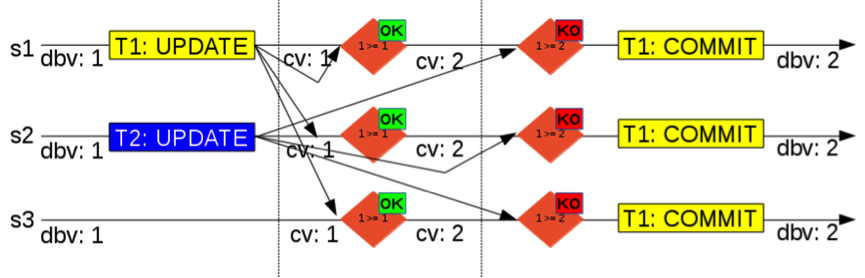 s1 dbv: 1 T1: UPDATE cv: 1 1 >= 1 OK cv: 2 1 >= 2 KO T1: COMMIT dbv: 2
s2 dbv: 1 T2: UPDATE cv: 1 1 >= 1 OK cv: 2 1 >= 2 KO T1: COMMIT dbv: 2
s3 dbv: 1 cv: 1 1 >= 1 OK cv: 2 1 >= 2 KO T1: COMMIT dbv: 2